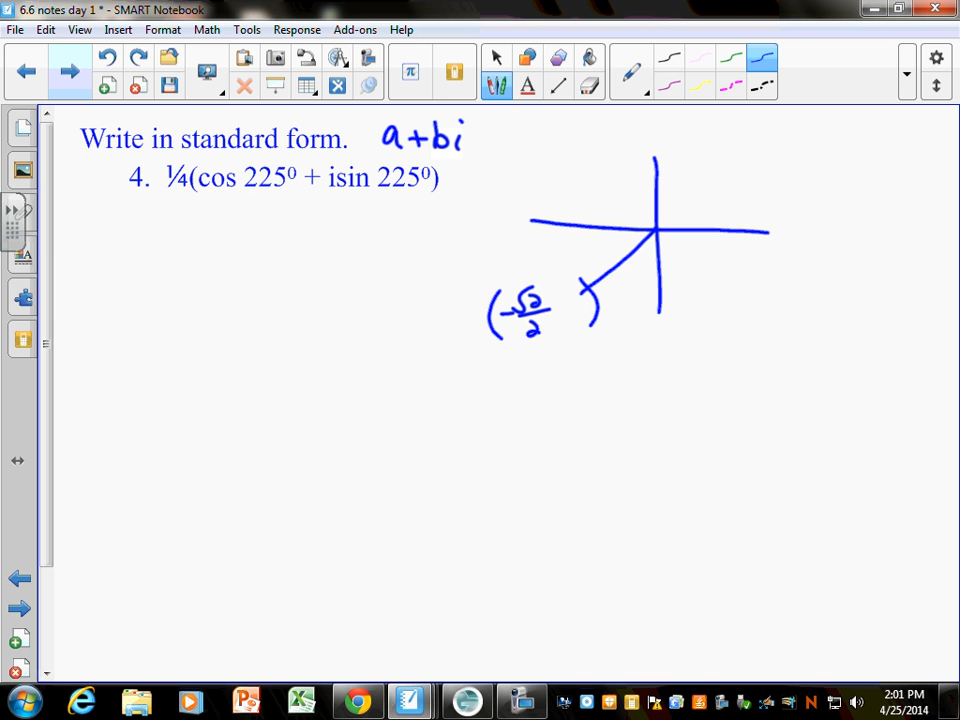 6.6 notes day 1 * - SMART Notebook
File Edit View Insert Format Math Tools Response Add-ons Help
π
A
Write in standard form. a+bi
4. ¼(cos 225⁰ + isin 225⁰)
(-√2/2 )
2:01 PM
4/25/2014